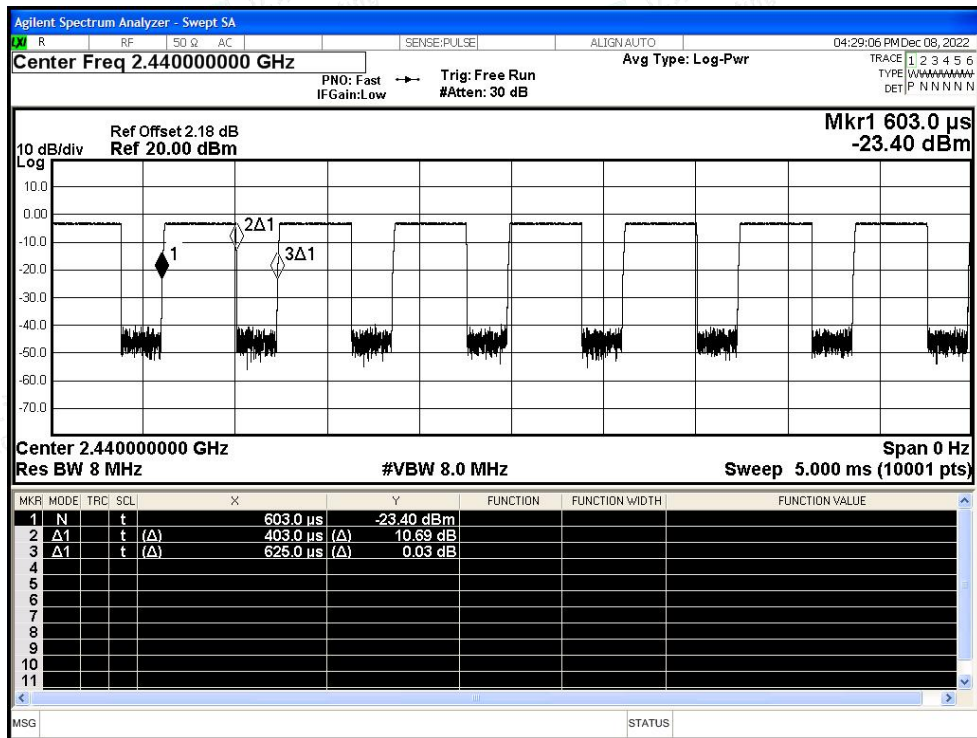 Agilent Spectrum Analyzer - Swept SA
LXI R RF 50 Ω AC SENSE:PULSE ALIGN AUTO 04:29:06 PM Dec 08, 2022
Center Freq 2.440000000 GHz
PNO: Fast
IFGain:Low
Trig: Free Run
#Atten: 30 dB
Avg Type: Log-Pwr
TRACE 1 2 3 4 5 6
TYPE WWWWWW
DET P N N N N N
Mkr1 603.0 µs
-23.40 dBm
Ref Offset 2.18 dB
10 dB/div Ref 20.00 dBm
Log
10.0
0.00
-10.0
-20.0
-30.0
-40.0
-50.0
-60.0
-70.0
1
2Δ1
3Δ1
Center 2.440000000 GHz Span 0 Hz
Res BW 8 MHz #VBW 8.0 MHz Sweep 5.000 ms (10001 pts)
MKR MODE TRC SCL X Y FUNCTION FUNCTION WIDTH FUNCTION VALUE
1 N t 603.0 µs -23.40 dBm
2 Δ1 t (Δ) 403.0 µs (Δ) 10.69 dB
3 Δ1 t (Δ) 625.0 µs (Δ) 0.03 dB
4
5
6
7
8
9
10
11
MSG STATUS